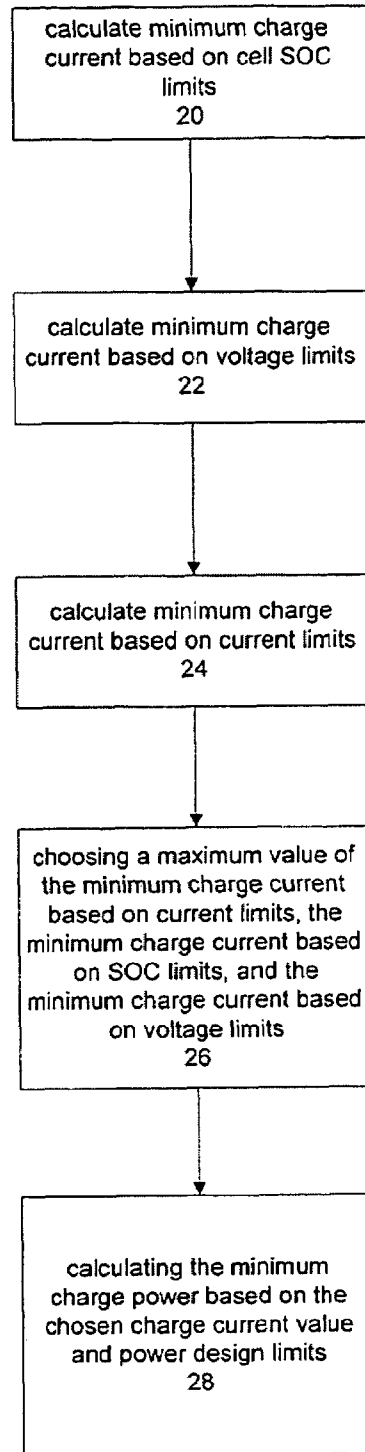 calculate minimum charge
current based on cell SOC
limits
20
calculate minimum charge
current based on voltage limits
22
calculate minimum charge
current based on current limits
24
choosing a maximum value of
the minimum charge current
based on current limits, the
minimum charge current based
on SOC limits, and the
minimum charge current based
on voltage limits
26
calculating the minimum
charge power based on the
chosen charge current value
and power design limits
28